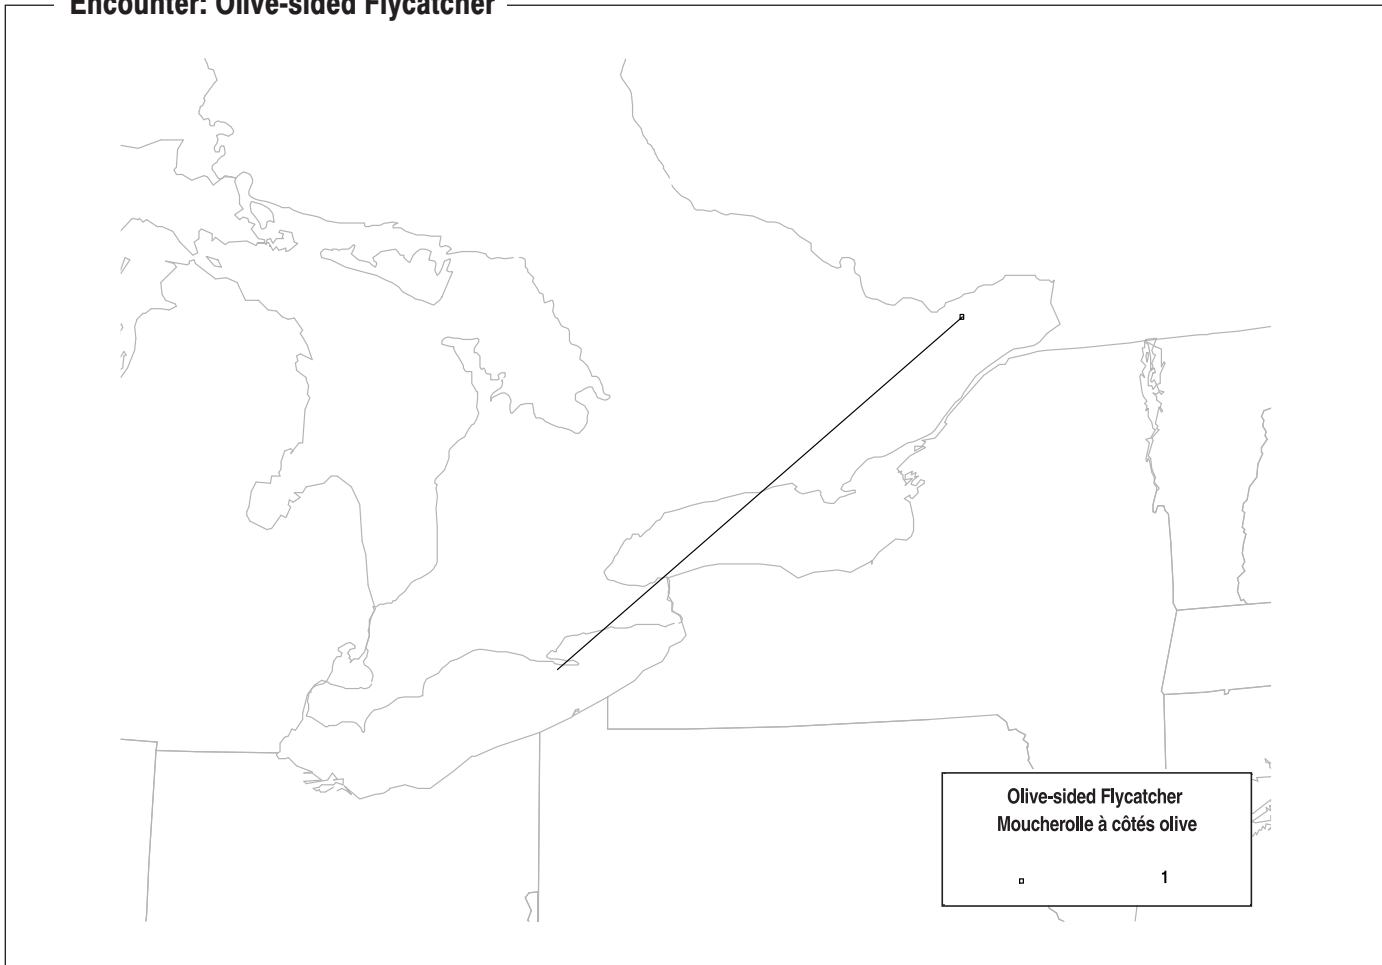 Encounter: Olive-sided Flycatcher
Olive-sided Flycatcher
Moucherolle à côtés olive
1